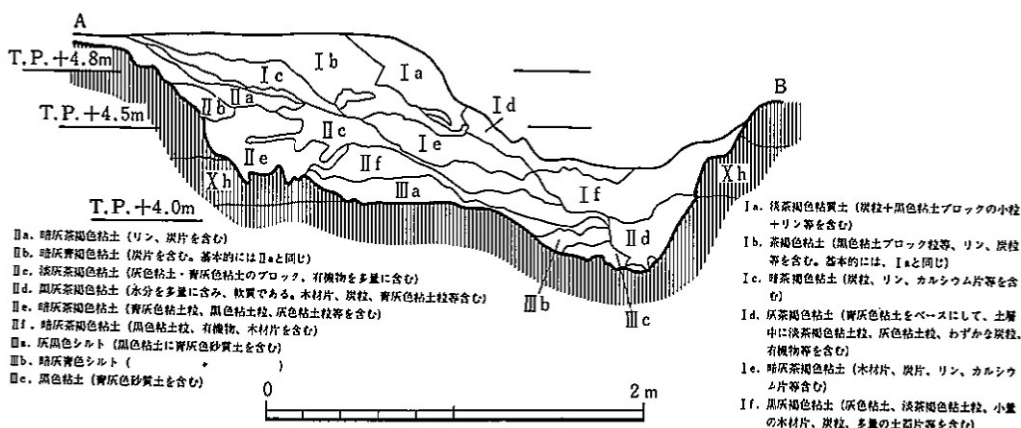 A
B
T.P.+4.8m
T.P.+4.5m
T.P.+4.0m
Ⅰb
Ⅰa
Ⅰc
Ⅰd
Ⅱa
Ⅱb
Ⅱc
Ⅰe
Ⅱe
Ⅱf
Ⅰf
Ⅹh
Ⅹh
Ⅲa
Ⅱd
Ⅲb
Ⅲc
Ⅱa. 暗灰茶褐色粘土 (リン、炭片を含む)
Ⅱb. 暗灰青褐色粘土 (炭片を含む。基本的にはⅡaと同じ)
Ⅱc. 淡灰茶褐色粘土 (灰色粘土・青灰色粘土のブロック、有機物を多量に含む)
Ⅱd. 黒灰茶褐色粘土 (水分を多量に含み、軟質である。木材片、炭粒、青灰色粘土粒等含む)
Ⅱe. 暗灰茶褐色粘土 (青灰色粘土粒、黒色粘土粒、灰色粘土粒等を含む)
Ⅱf. 暗灰茶褐色粘土 (黒色粘土粒、有機物、木材片を含む)
Ⅲa. 灰黒色シルト (黒色粘土に青灰色砂質土を含む)
Ⅲb. 暗灰青色シルト ( 〃 )
Ⅲc. 黒色粘土 (青灰色砂質土を含む)
0 2 m
Ⅰa. 淡茶褐色粘質土 (炭粒+黒色粘土ブロックの小粒
+リン等を含む)
Ⅰb. 茶褐色粘土 (黒色粘土ブロック粒等、リン、炭粒
等を含む。基本的には、Ⅰaと同じ)
Ⅰc. 暗茶褐色粘土 (炭粒、リン、カルシウム片等を含
む)
Ⅰd. 灰茶褐色粘土 (青灰色粘土をベースにして、土層
中に淡茶褐色粘土粒、灰色粘土粒、わずかな炭粒、
有機物等を含む)
Ⅰe. 暗灰茶褐色粘土 (木材片、炭片、リン、カルシウ
ム片等含む)
Ⅰf. 黒灰褐色粘土 (灰色粘土、淡茶褐色粘土粒、小量
の木材片、炭粒、多量の土器片等を含む)